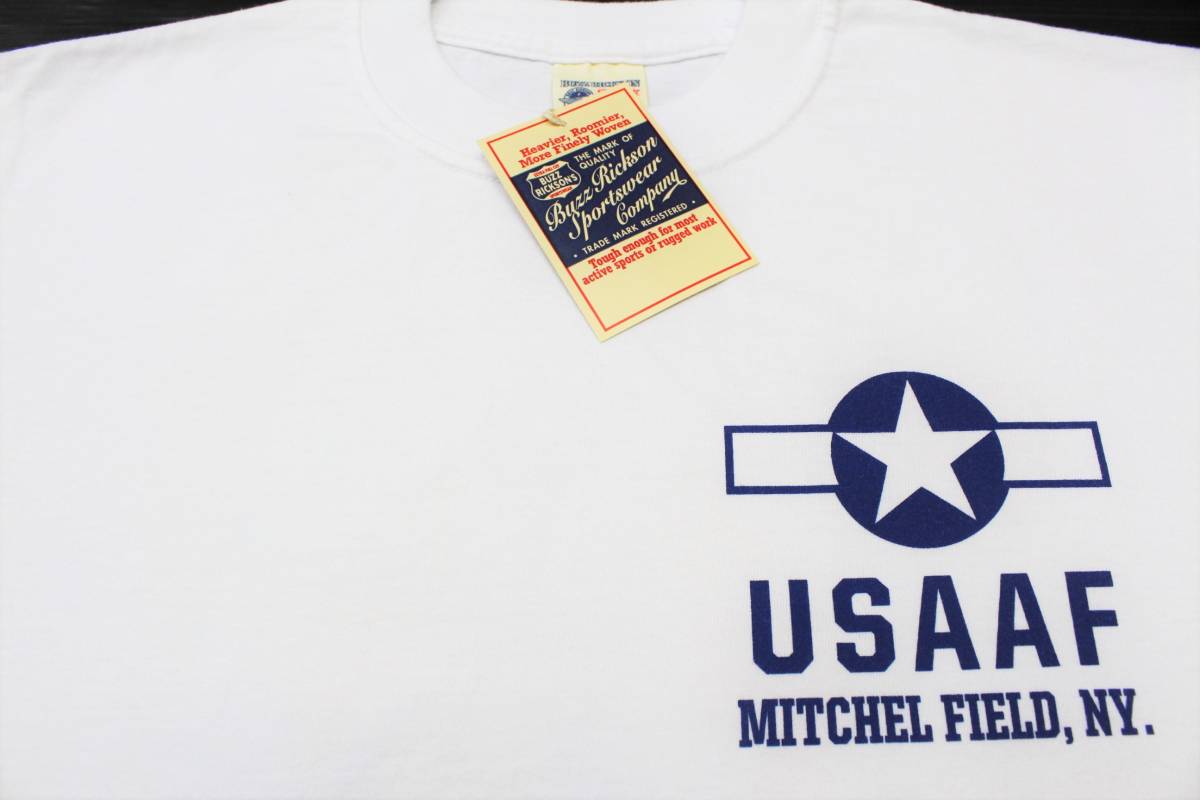 Heavier, Roomier,
More Finely Woven
BUZZ
RICKSON'S
THE MARK OF
QUALITY
Buzz Rickson
Sportswear
Company
• TRADE MARK REGISTERED •
Tough enough for most
active sports or rugged work
USAAF
MITCHEL FIELD, NY.